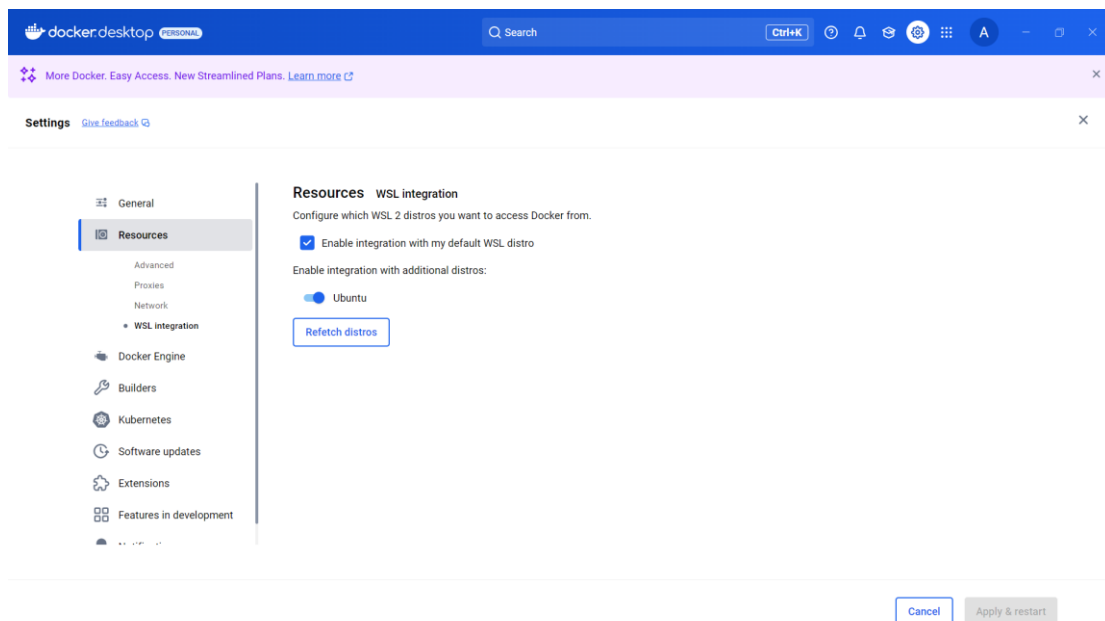 docker.desktop PERSONAL
Search
Ctrl+K
A
More Docker. Easy Access. New Streamlined Plans. Learn more
Settings Give feedback
General
Resources
Advanced
Proxies
Network
WSL integration
Docker Engine
Builders
Kubernetes
Software updates
Extensions
Features in development
Resources WSL integration
Configure which WSL 2 distros you want to access Docker from.
Enable integration with my default WSL distro
Enable integration with additional distros:
Ubuntu
Refetch distros
Cancel
Apply & restart